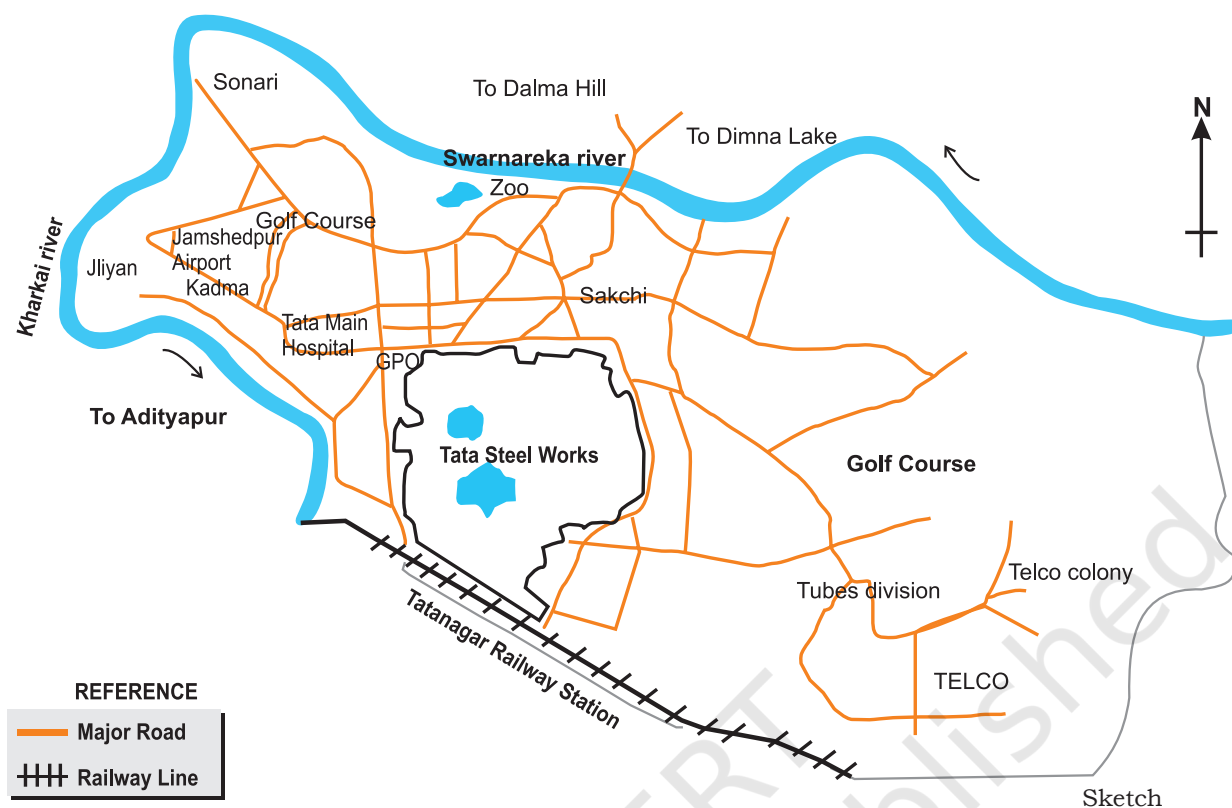 Sonari
To Dalma Hill
N
To Dimna Lake
Swarnareka river
Zoo
Golf Course
Jamshedpur
Airport
Kadma
Jliyan
Kharkai river
Sakchi
Tata Main
Hospital
GPO
To Adityapur
Tata Steel Works
Golf Course
Tubes division
Telco colony
TELCO
Tatanagar Railway Station
REFERENCE
Major Road
Railway Line
Sketch